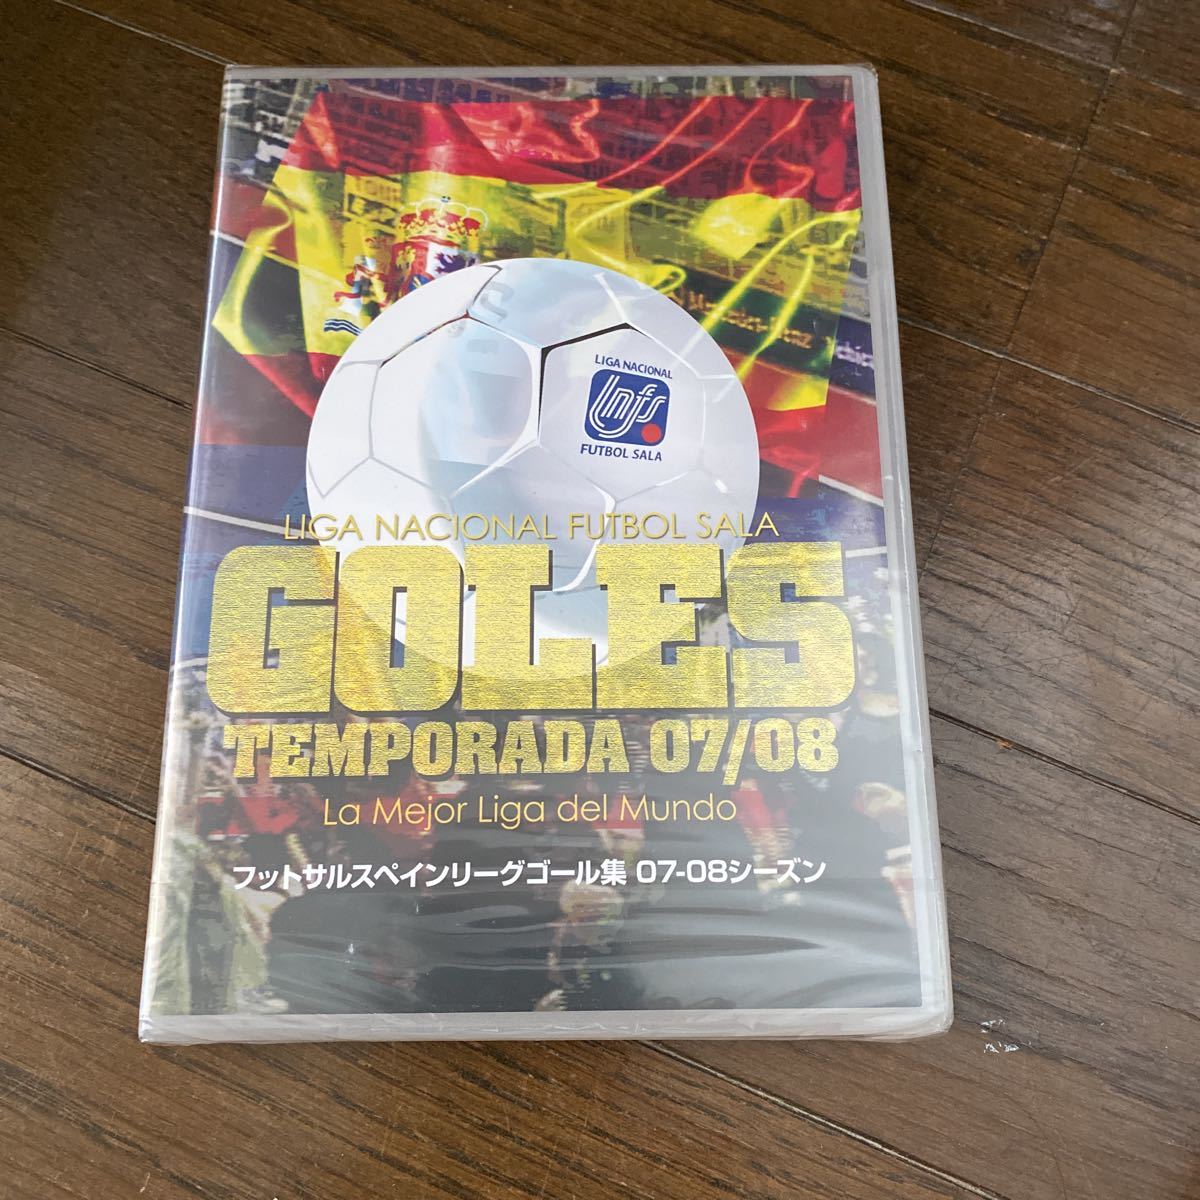 LIGA NACIONAL
lnfs
FUTBOL SALA
LIGA NACIONAL FUTBOL SALA
GOLES
TEMPORADA 07/08
La Mejor Liga del Mundo
フットサルスペインリーグゴール集 07-08シーズン